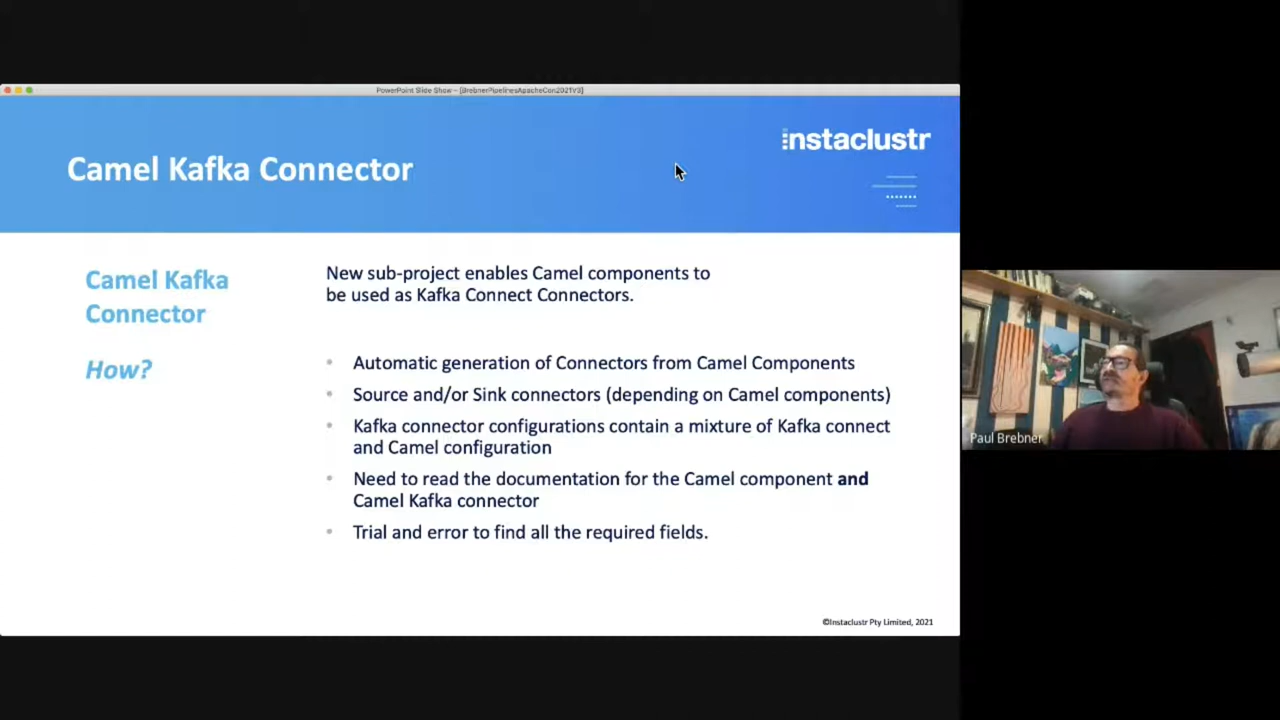 PowerPoint Slide Show - [BrebnerPipelinesApacheCon2021V3]
instaclustr
Camel Kafka Connector
Camel Kafka
Connector
How?
New sub-project enables Camel components to
be used as Kafka Connect Connectors.
• Automatic generation of Connectors from Camel Components
• Source and/or Sink connectors (depending on Camel components)
• Kafka connector configurations contain a mixture of Kafka connect
and Camel configuration
• Need to read the documentation for the Camel component and
Camel Kafka connector
• Trial and error to find all the required fields.
©Instaclustr Pty Limited, 2021
Paul Brebner